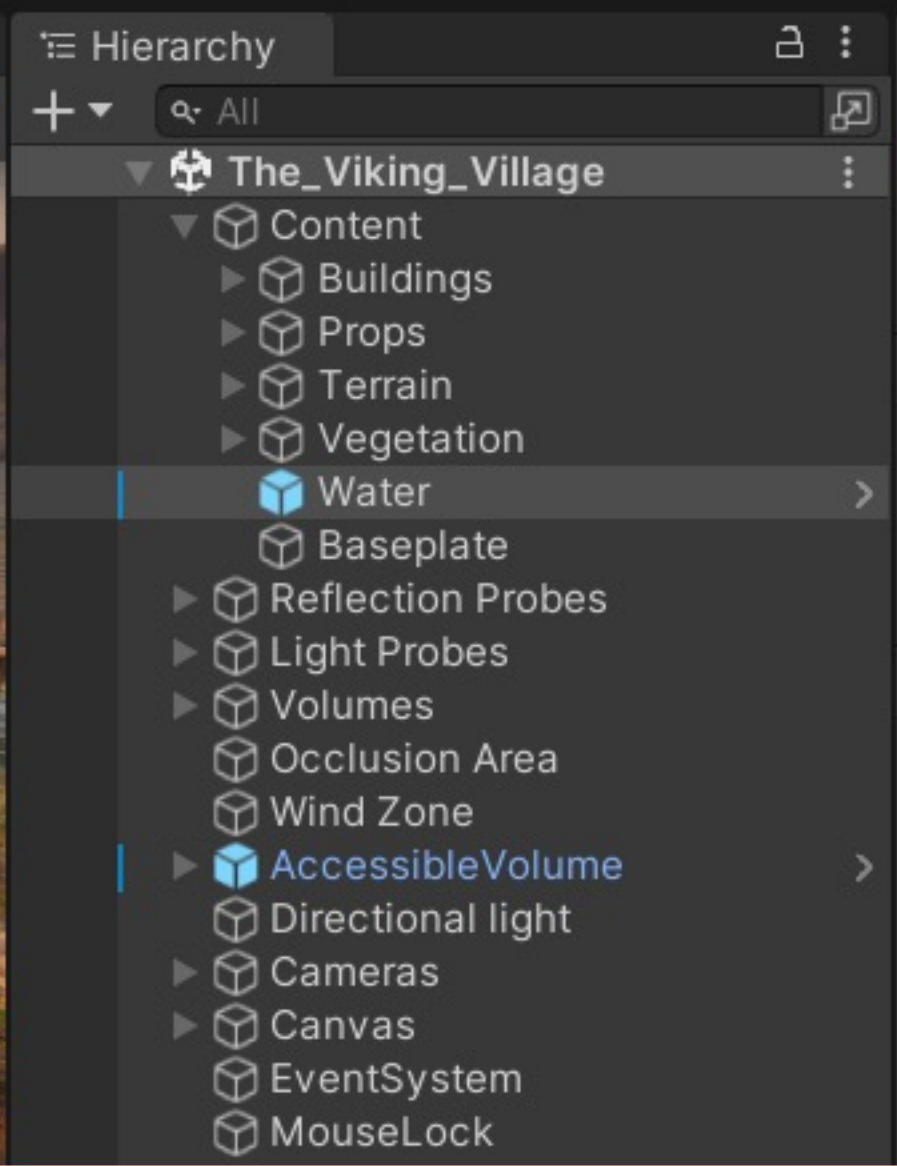 Hierarchy
All
The_Viking_Village
Content
Buildings
Props
Terrain
Vegetation
Water
Baseplate
Reflection Probes
Light Probes
Volumes
Occlusion Area
Wind Zone
AccessibleVolume
Directional light
Cameras
Canvas
EventSystem
MouseLock